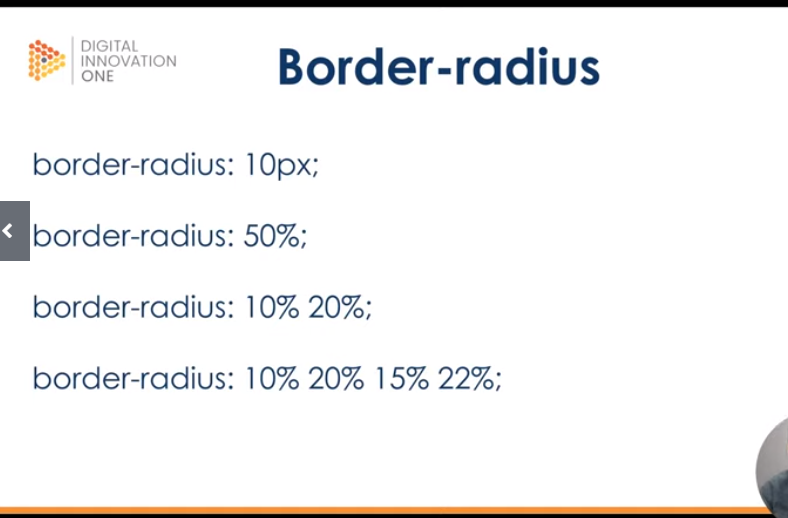 DIGITAL
INNOVATION
ONE
Border-radius
border-radius: 10px;
border-radius: 50%;
border-radius: 10% 20%;
border-radius: 10% 20% 15% 22%;